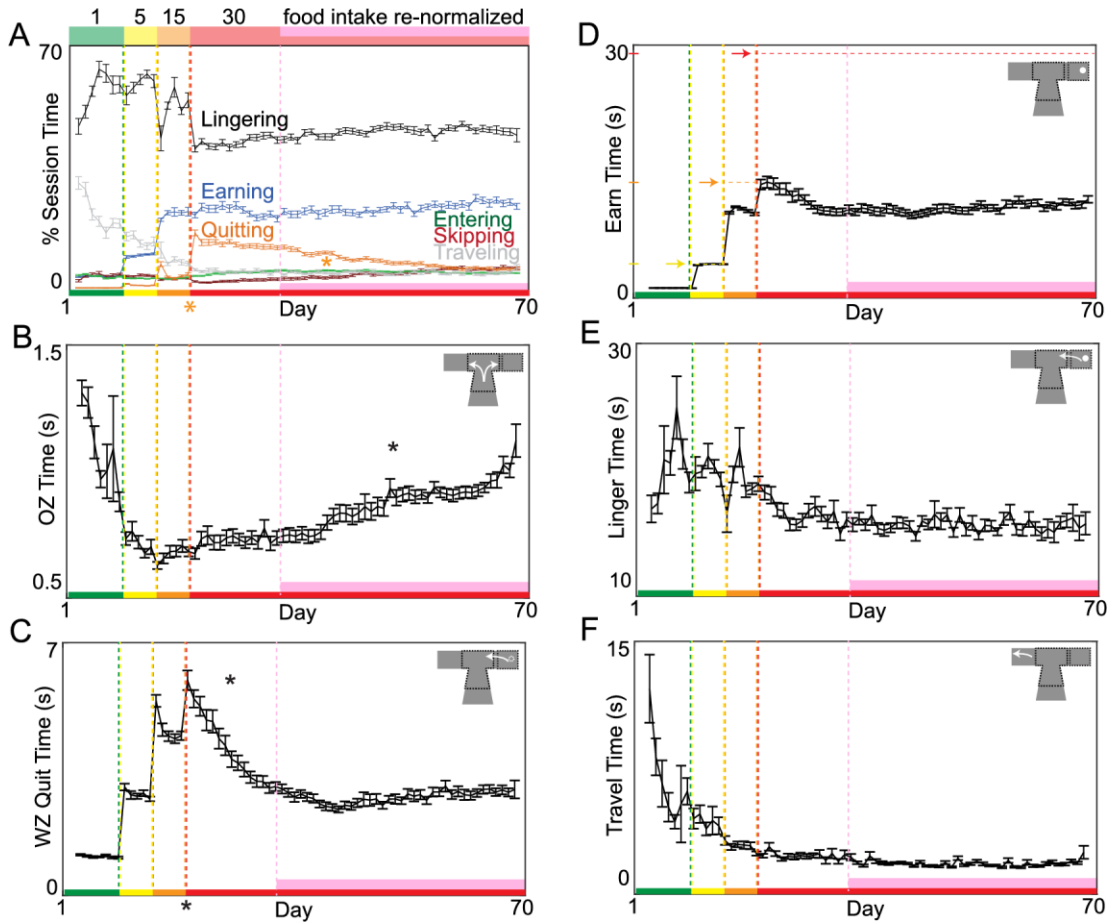 1 5 15 30 food intake re-normalized
A
70
% Session Time
0
Lingering
Earning
Quitting
Entering
Skipping
Traveling
*
1 Day 70
*
B
1.5
OZ Time (s)
0.5
*
1 Day 70
C
7
WZ Quit Time (s)
0
*
1 Day 70
*
D
30
Earn Time (s)
0
1 Day 70
E
30
Linger Time (s)
10
1 Day 70
F
15
Travel Time (s)
0
1 Day 70